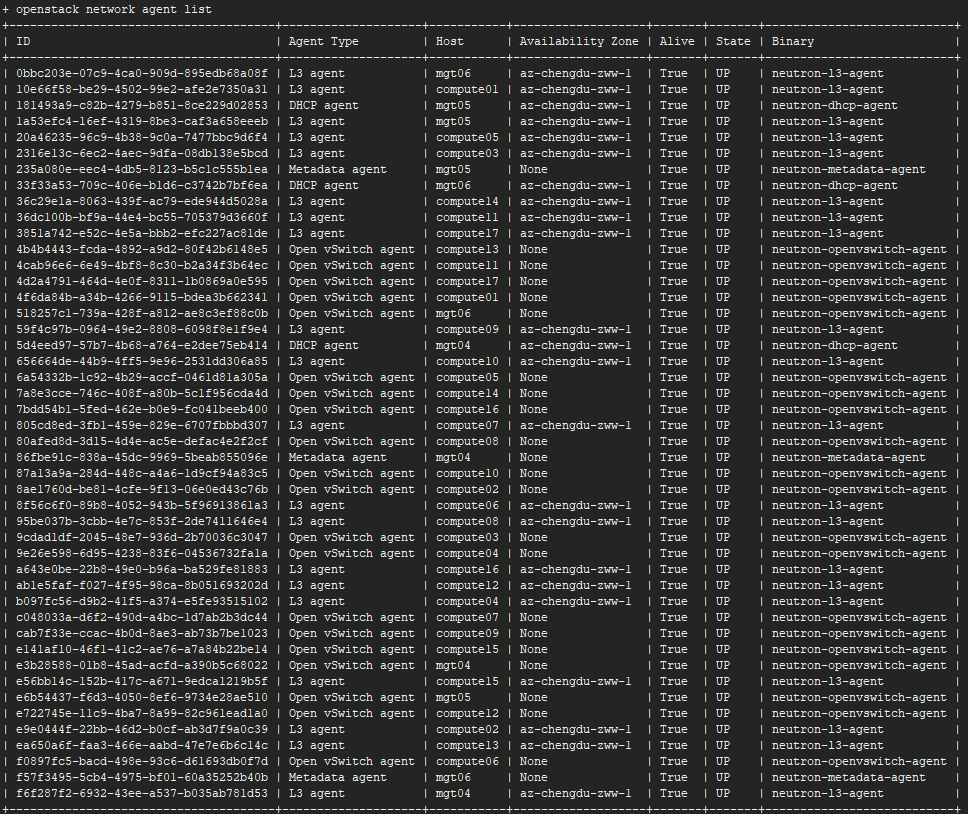 + openstack network agent list
+--------------------------------------+--------------------+-----------+-------------------+-------+-------+---------------------------+
| ID | Agent Type | Host | Availability Zone | Alive | State | Binary |
+--------------------------------------+--------------------+-----------+-------------------+-------+-------+---------------------------+
| 0bbc203e-07c9-4ca0-909d-895edb68a08f | L3 agent | mgt06 | az-chengdu-zww-1 | True | UP | neutron-l3-agent |
| 10e66f58-be29-4502-99e2-afe2e7350a31 | L3 agent | compute01 | az-chengdu-zww-1 | True | UP | neutron-l3-agent |
| 181493a9-c82b-4279-b851-8ce229d02853 | DHCP agent | mgt05 | az-chengdu-zww-1 | True | UP | neutron-dhcp-agent |
| 1a53efc4-16ef-4319-8be3-caf3a658eeeb | L3 agent | mgt05 | az-chengdu-zww-1 | True | UP | neutron-l3-agent |
| 20a46235-96c9-4b38-9c0a-7477bbc9d6f4 | L3 agent | compute05 | az-chengdu-zww-1 | True | UP | neutron-l3-agent |
| 2316e13c-6ec2-4aec-9dfa-08db138e5bcd | L3 agent | compute03 | az-chengdu-zww-1 | True | UP | neutron-l3-agent |
| 235a080e-eec4-4db5-8123-b5c1c555b1ea | Metadata agent | mgt05 | None | True | UP | neutron-metadata-agent |
| 33f33a53-709c-406e-b1d6-c3742b7bf6ea | DHCP agent | mgt06 | az-chengdu-zww-1 | True | UP | neutron-dhcp-agent |
| 36c29e1a-8063-439f-ac79-ede944d5028a | L3 agent | compute14 | az-chengdu-zww-1 | True | UP | neutron-l3-agent |
| 36dc100b-bf9a-44e4-bc55-705379d3660f | L3 agent | compute11 | az-chengdu-zww-1 | True | UP | neutron-l3-agent |
| 3851a742-e52c-4e5a-bbb2-efc227ac81de | L3 agent | compute17 | az-chengdu-zww-1 | True | UP | neutron-l3-agent |
| 4b4b4443-fcda-4892-a9d2-80f42b6148e5 | Open vSwitch agent | compute13 | None | True | UP | neutron-openvswitch-agent |
| 4cab96e6-6e49-4bf8-8c30-b2a34f3b64ec | Open vSwitch agent | compute11 | None | True | UP | neutron-openvswitch-agent |
| 4d2a4791-464d-4e0f-8311-1b0869a0e595 | Open vSwitch agent | compute17 | None | True | UP | neutron-openvswitch-agent |
| 4f6da84b-a34b-4266-9115-bdea3b662341 | Open vSwitch agent | compute01 | None | True | UP | neutron-openvswitch-agent |
| 518257c1-739a-428f-a812-ae8c3ef88c0b | Open vSwitch agent | mgt06 | None | True | UP | neutron-openvswitch-agent |
| 59f4c97b-0964-49e2-8808-6098f8e1f9e4 | L3 agent | compute09 | az-chengdu-zww-1 | True | UP | neutron-l3-agent |
| 5d4eed97-57b7-4b68-a764-e2dee75eb414 | DHCP agent | mgt04 | az-chengdu-zww-1 | True | UP | neutron-dhcp-agent |
| 656664de-44b9-4ff5-9e96-2531dd306a85 | L3 agent | compute10 | az-chengdu-zww-1 | True | UP | neutron-l3-agent |
| 6a54332b-1c92-4b29-accf-0461d81a305a | Open vSwitch agent | compute05 | None | True | UP | neutron-openvswitch-agent |
| 7a8e3cce-746c-408f-a80b-5c1f956cda4d | Open vSwitch agent | compute14 | None | True | UP | neutron-openvswitch-agent |
| 7bdd54b1-5fed-462e-b0e9-fc041beeb400 | Open vSwitch agent | compute16 | None | True | UP | neutron-openvswitch-agent |
| 805cd8ed-3fb1-459e-829e-6707fbbbd307 | L3 agent | compute07 | az-chengdu-zww-1 | True | UP | neutron-l3-agent |
| 80afed8d-3d15-4d4e-ac5e-defac4e2f2cf | Open vSwitch agent | compute08 | None | True | UP | neutron-openvswitch-agent |
| 86fbe91c-838a-45dc-9969-5beab855096e | Metadata agent | mgt04 | None | True | UP | neutron-metadata-agent |
| 87a13a9a-284d-448c-a4a6-1d9cf94a83c5 | Open vSwitch agent | compute10 | None | True | UP | neutron-openvswitch-agent |
| 8ae1760d-be81-4cfe-9f13-06e0ed43c76b | Open vSwitch agent | compute02 | None | True | UP | neutron-openvswitch-agent |
| 8f56c6f0-89b8-4052-943b-5f96913861a3 | L3 agent | compute06 | az-chengdu-zww-1 | True | UP | neutron-l3-agent |
| 95be037b-3cbb-4e7c-853f-2de7411646e4 | L3 agent | compute08 | az-chengdu-zww-1 | True | UP | neutron-l3-agent |
| 9cdad1df-2045-48e7-936d-2b70036c3047 | Open vSwitch agent | compute03 | None | True | UP | neutron-openvswitch-agent |
| 9e26e598-6d95-4238-83f6-04536732fa1a | Open vSwitch agent | compute04 | None | True | UP | neutron-openvswitch-agent |
| a643e0be-22b8-49e0-b96a-ba529fe81883 | L3 agent | compute16 | az-chengdu-zww-1 | True | UP | neutron-l3-agent |
| ab1e5faf-f027-4f95-98ca-8b051693202d | L3 agent | compute12 | az-chengdu-zww-1 | True | UP | neutron-l3-agent |
| b097fc56-d9b2-41f5-a374-e5fe93515102 | L3 agent | compute04 | az-chengdu-zww-1 | True | UP | neutron-l3-agent |
| c048033a-d6f2-490d-a4bc-1d7ab2b3dc44 | Open vSwitch agent | compute07 | None | True | UP | neutron-openvswitch-agent |
| cab7f33e-ccac-4b0d-8ae3-ab73b7be1023 | Open vSwitch agent | compute09 | None | True | UP | neutron-openvswitch-agent |
| e141af10-46f1-41c2-ae76-a7a84b22be14 | Open vSwitch agent | compute15 | None | True | UP | neutron-openvswitch-agent |
| e3b28588-01b8-45ad-acfd-a390b5c68022 | Open vSwitch agent | mgt04 | None | True | UP | neutron-openvswitch-agent |
| e56bb14c-152b-417c-a671-9edca1219b5f | L3 agent | compute15 | az-chengdu-zww-1 | True | UP | neutron-l3-agent |
| e6b54437-f6d3-4050-8ef6-9734e28ae510 | Open vSwitch agent | mgt05 | None | True | UP | neutron-openvswitch-agent |
| e722745e-11c9-4ba7-8a99-82c961ead1a0 | Open vSwitch agent | compute12 | None | True | UP | neutron-openvswitch-agent |
| e9e0444f-22bb-46d2-b0cf-ab3d7f9a0c39 | L3 agent | compute02 | az-chengdu-zww-1 | True | UP | neutron-l3-agent |
| ea650a6f-faa3-466e-aabd-47e7e6b6c14c | L3 agent | compute13 | az-chengdu-zww-1 | True | UP | neutron-l3-agent |
| f0897fc5-bacd-498e-93c6-d61693db0f7d | Open vSwitch agent | compute06 | None | True | UP | neutron-openvswitch-agent |
| f57f3495-5cb4-4975-bf01-60a35252b40b | Metadata agent | mgt06 | None | True | UP | neutron-metadata-agent |
| f6f287f2-6932-43ee-a537-b035ab781d53 | L3 agent | mgt04 | az-chengdu-zww-1 | True | UP | neutron-l3-agent |
+--------------------------------------+--------------------+-----------+-------------------+-------+-------+---------------------------+